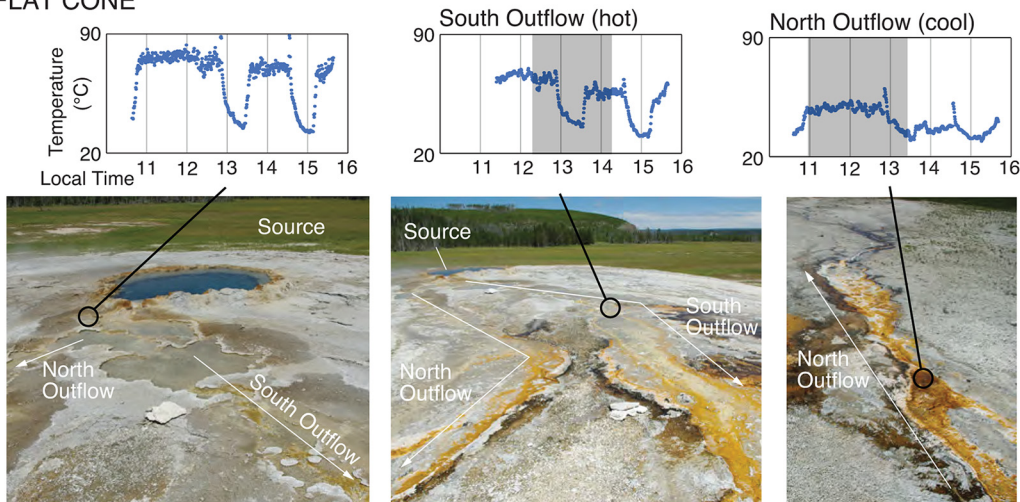 FLAT CONE
South Outflow (hot)
North Outflow (cool)
90
20
Temperature
(°C)
11 12 13 14 15 16
Local Time
90
20
11 12 13 14 15 16
90
20
11 12 13 14 15 16
Source
North
Outflow
South Outflow
Source
South
Outflow
North
Outflow
North
Outflow